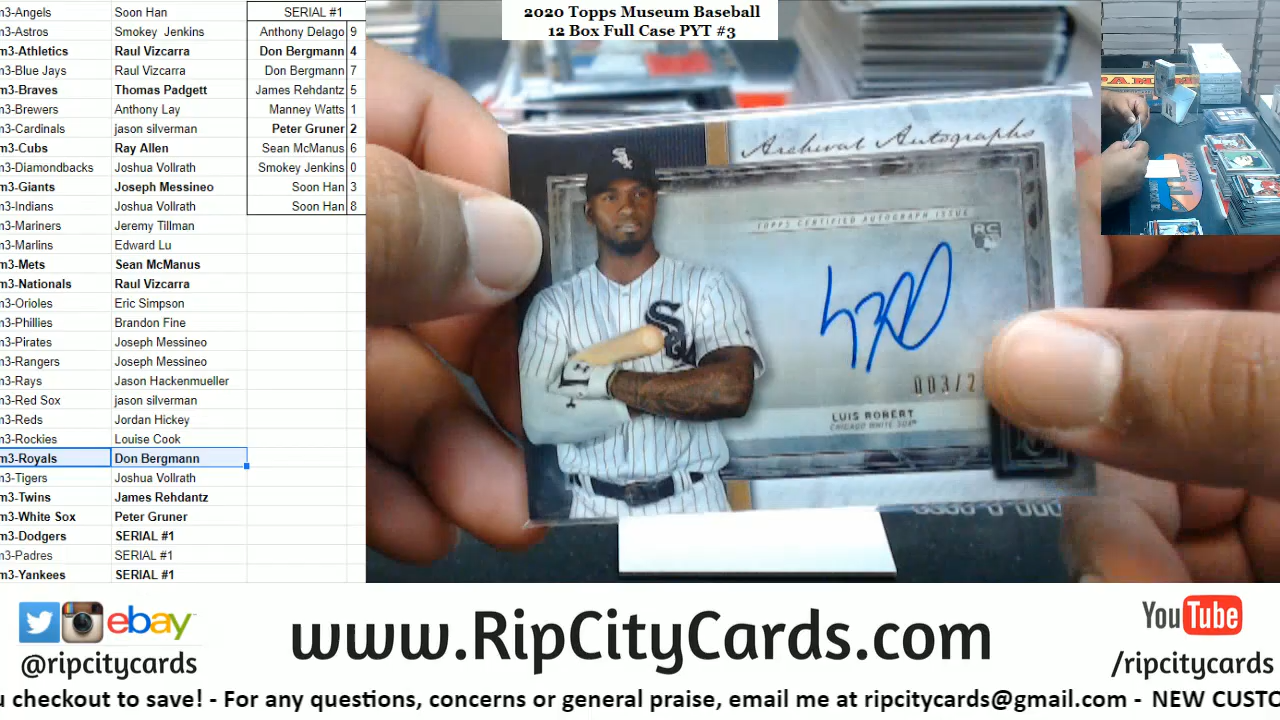 m3-Angels Soon Han
m3-Astros Smokey Jenkins
m3-Athletics Raul Vizcarra
m3-Blue Jays Raul Vizcarra
m3-Braves Thomas Padgett
m3-Brewers Anthony Lay
m3-Cardinals jason silverman
m3-Cubs Ray Allen
m3-Diamondbacks Joshua Vollrath
m3-Giants Joseph Messineo
m3-Indians Joshua Vollrath
m3-Mariners Jeremy Tillman
m3-Marlins Edward Lu
m3-Mets Sean McManus
m3-Nationals Raul Vizcarra
m3-Orioles Eric Simpson
m3-Phillies Brandon Fine
m3-Pirates Joseph Messineo
m3-Rangers Joseph Messineo
m3-Rays Jason Hackenmueller
m3-Red Sox jason silverman
m3-Reds Jordan Hickey
m3-Rockies Louise Cook
m3-Royals Don Bergmann
m3-Tigers Joshua Vollrath
m3-Twins James Rehdantz
m3-White Sox Peter Gruner
m3-Dodgers SERIAL #1
m3-Padres SERIAL #1
m3-Yankees SERIAL #1
SERIAL #1
Anthony Delago 9
Don Bergmann 4
Don Bergmann 7
James Rehdantz 5
Manney Watts 1
Peter Gruner 2
Sean McManus 6
Smokey Jenkins 0
Soon Han 3
Soon Han 8
2020 Topps Museum Baseball
12 Box Full Case PYT #3
Archival Autographs
TOPPS CERTIFIED AUTOGRAPH ISSUE
RC
003/2
LUIS ROBERT
CHICAGO WHITE SOX
ebay
@ripcitycards
www.RipCityCards.com
YouTube
/ripcitycards
u checkout to save! - For any questions, concerns or general praise, email me at ripcitycards@gmail.com - NEW CUSTO